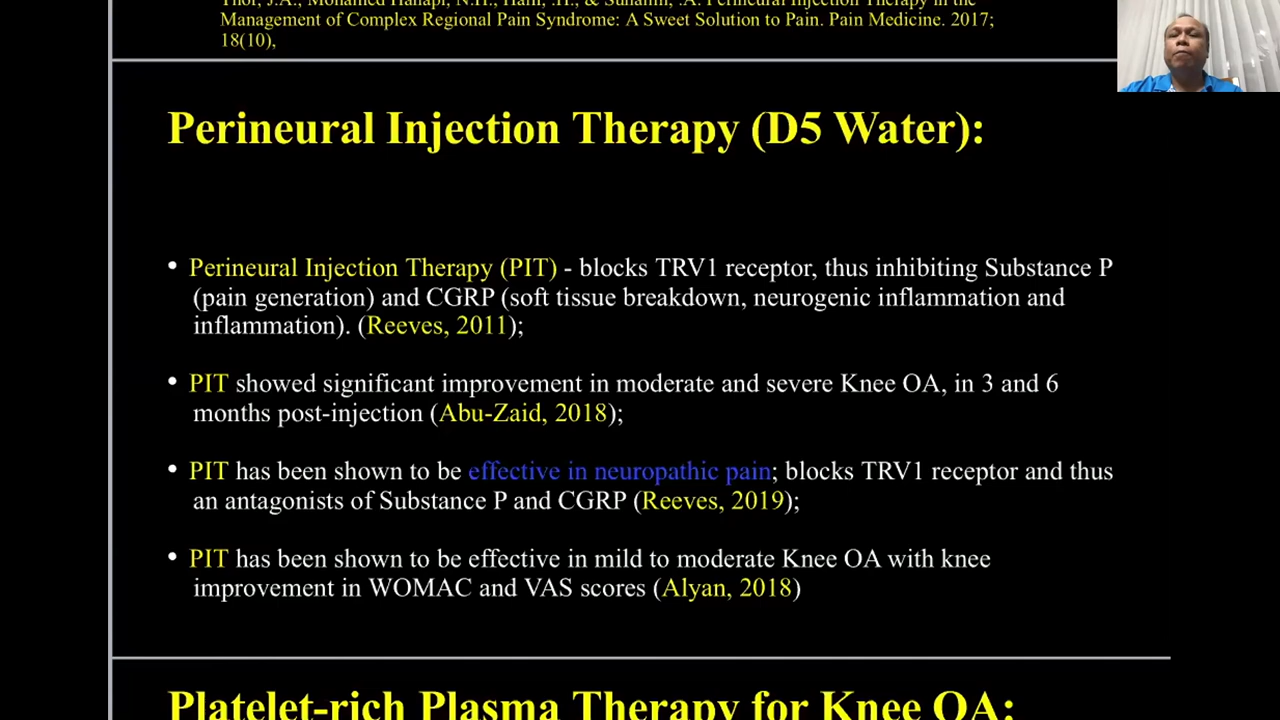 Management of Complex Regional Pain Syndrome: A Sweet Solution to Pain. Pain Medicine. 2017;
18(10),
Perineural Injection Therapy (D5 Water):
• Perineural Injection Therapy (PIT) - blocks TRV1 receptor, thus inhibiting Substance P
(pain generation) and CGRP (soft tissue breakdown, neurogenic inflammation and
inflammation). (Reeves, 2011);
• PIT showed significant improvement in moderate and severe Knee OA, in 3 and 6
months post-injection (Abu-Zaid, 2018);
• PIT has been shown to be effective in neuropathic pain; blocks TRV1 receptor and thus
an antagonists of Substance P and CGRP (Reeves, 2019);
• PIT has been shown to be effective in mild to moderate Knee OA with knee
improvement in WOMAC and VAS scores (Alyan, 2018)
Platelet-rich Plasma Therapy for Knee OA: